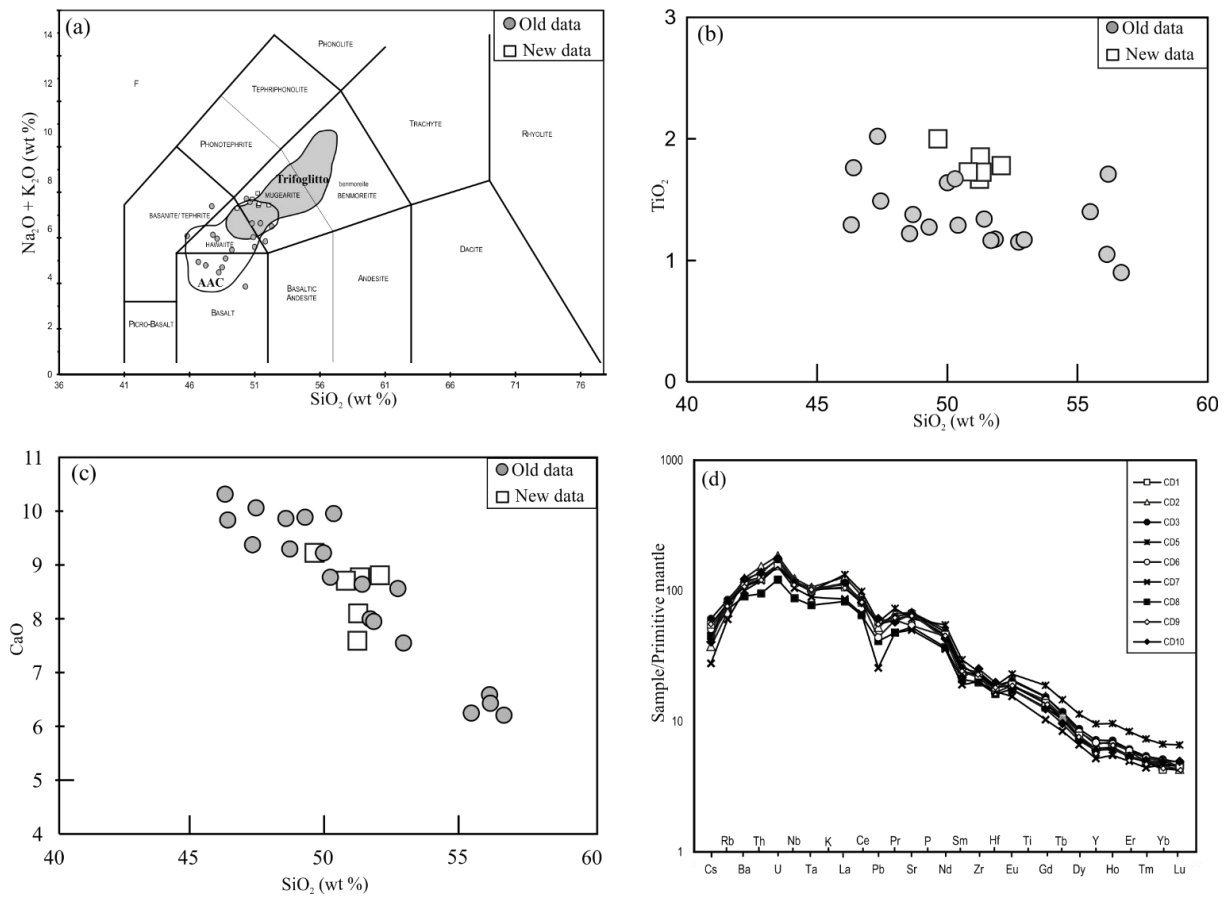 (a)
Old data
New data
14
12
10
8
6
4
2
0
Na₂O + K₂O (wt %)
36
41
46
51
56
61
66
71
76
SiO₂ (wt %)
F
PHONOLITE
TEPHRIPHONOLITE
PHONOTEPHRITE
TRACHYTE
RHYOLITE
Trifoglitto
MUGEARITE
benmoreite
BENMOREITE
BASANITE/ TEPHRITE
HAWAIITE
DACITE
AAC
ANDESITE
BASALTIC
ANDESITE
BASALT
PICRO-BASALT
(b)
Old data
New data
3
2
1
0
TiO₂
40
45
50
55
60
SiO₂ (wt %)
(c)
Old data
New data
11
10
9
8
7
6
5
4
CaO
40
45
50
55
60
SiO₂ (wt %)
(d)
CD1
CD2
CD3
CD5
CD6
CD7
CD8
CD9
CD10
1000
100
10
1
Sample/Primitive mantle
Rb Th Nb K Ce Pr P Sm Hf Ti Tb Y Er Yb
Cs Ba U Ta La Pb Sr Nd Zr Eu Gd Dy Ho Tm Lu